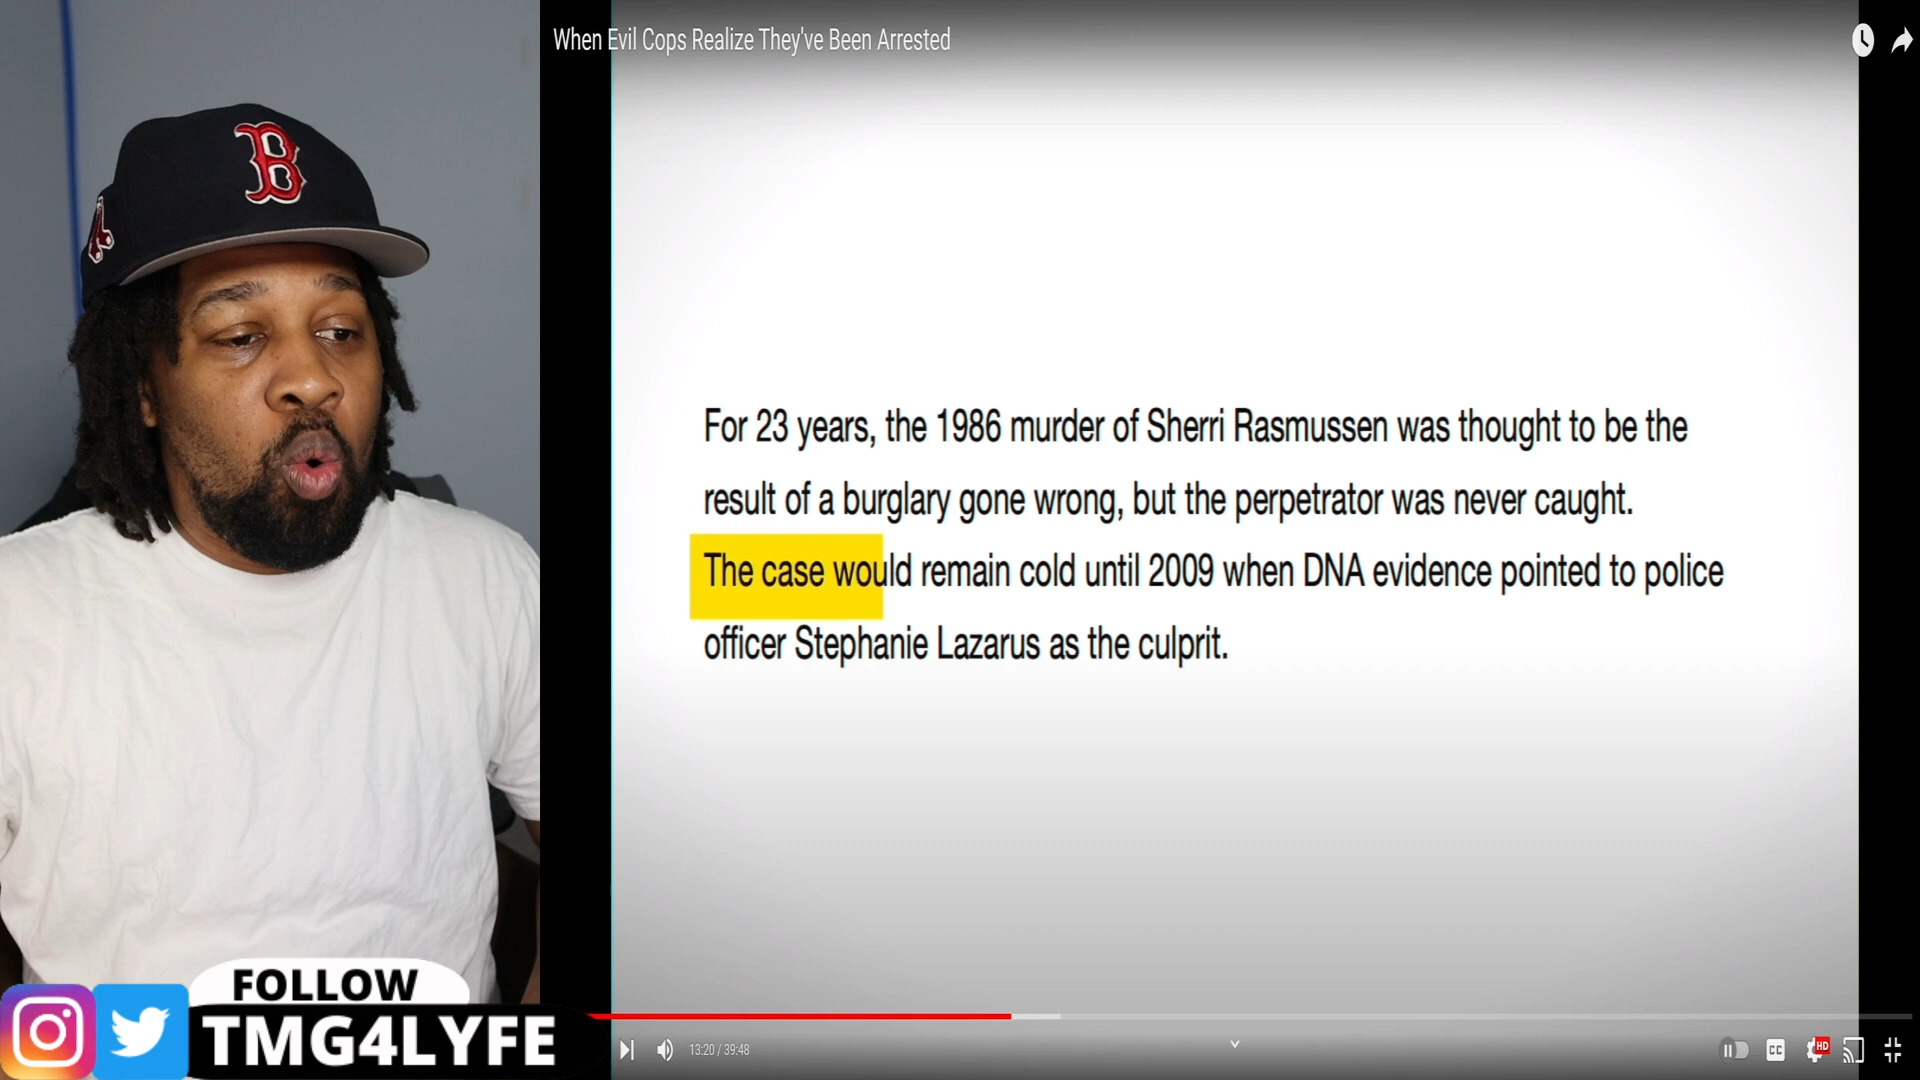 When Evil Cops Realize They've Been Arrested
B
For 23 years, the 1986 murder of Sherri Rasmussen was thought to be the
result of a burglary gone wrong, but the perpetrator was never caught.
The case would remain cold until 2009 when DNA evidence pointed to police
officer Stephanie Lazarus as the culprit.
FOLLOW
TMG4LYFE
13:20 / 39:48
CC
HD